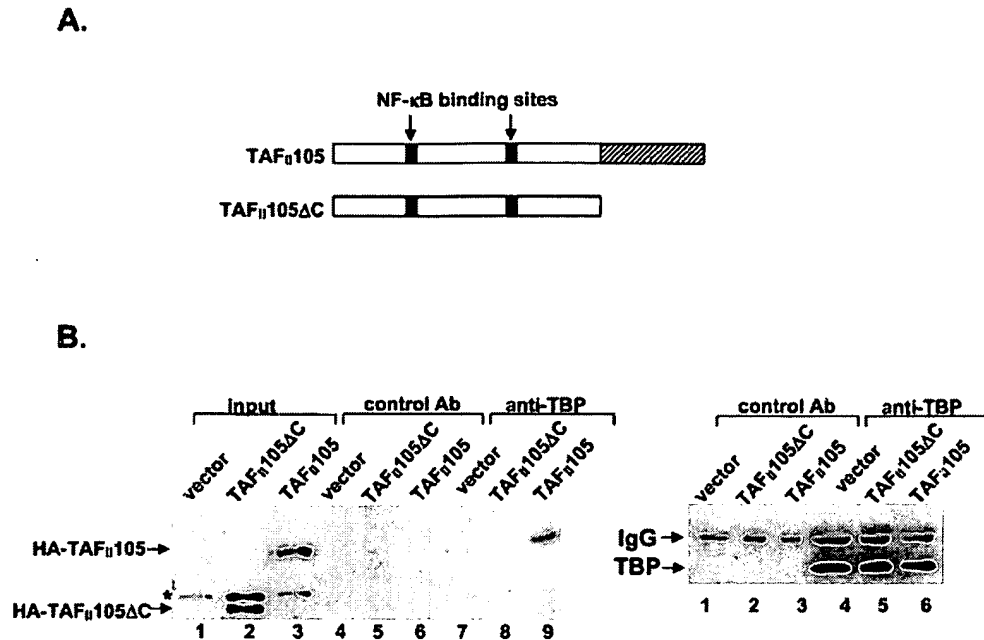 A.
NF-κB binding sites
TAFII105
TAFII105ΔC
B.
input control Ab anti-TBP
vector TAFII105ΔC TAFII105 vector TAFII105ΔC TAFII105 vector TAFII105ΔC TAFII105
HA-TAFII105
*
HA-TAFII105ΔC
1 2 3 4 5 6 7 8 9
control Ab anti-TBP
vector TAFII105ΔC TAFII105 vector TAFII105ΔC TAFII105
IgG
TBP
1 2 3 4 5 6